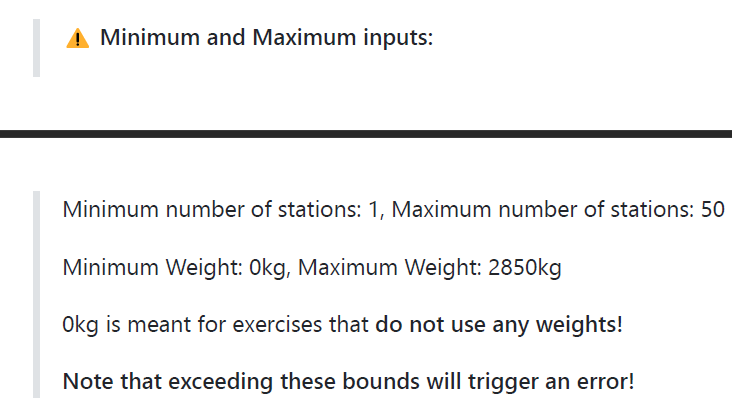 ⚠️ Minimum and Maximum inputs:
Minimum number of stations: 1, Maximum number of stations: 50
Minimum Weight: 0kg, Maximum Weight: 2850kg
0kg is meant for exercises that do not use any weights!
Note that exceeding these bounds will trigger an error!